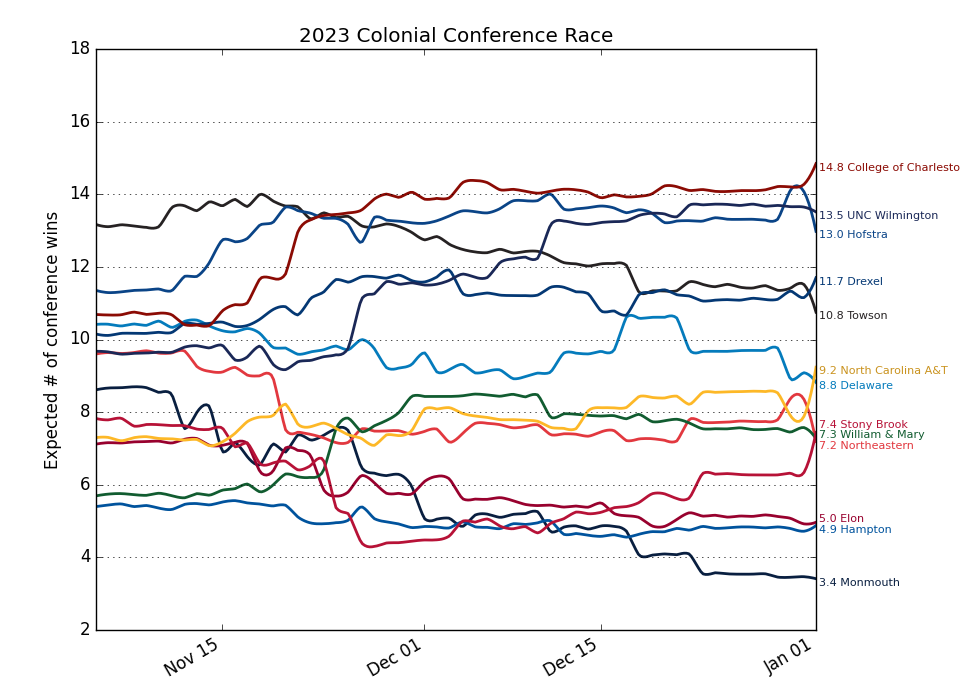 2023 Colonial Conference Race
Expected # of conference wins
18
16
14
12
10
8
6
4
2
Nov 15
Dec 01
Dec 15
Jan 01
14.8 College of Charlesto
13.5 UNC Wilmington
13.0 Hofstra
11.7 Drexel
10.8 Towson
9.2 North Carolina A&T
8.8 Delaware
7.4 Stony Brook
7.3 William & Mary
7.2 Northeastern
5.0 Elon
4.9 Hampton
3.4 Monmouth